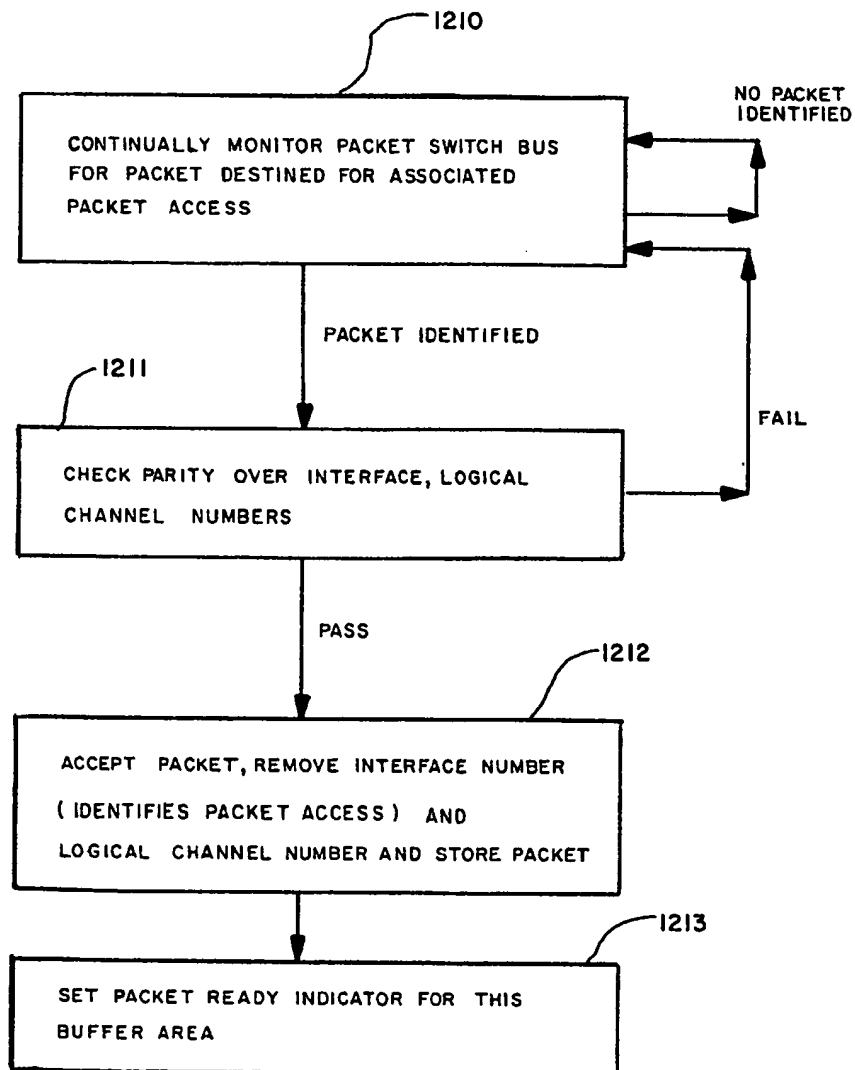 1210
NO PACKET
IDENTIFIED
CONTINUALLY MONITOR PACKET SWITCH BUS
FOR PACKET DESTINED FOR ASSOCIATED
PACKET ACCESS
PACKET IDENTIFIED
1211
FAIL
CHECK PARITY OVER INTERFACE, LOGICAL
CHANNEL NUMBERS
PASS
1212
ACCEPT PACKET, REMOVE INTERFACE NUMBER
(IDENTIFIES PACKET ACCESS) AND
LOGICAL CHANNEL NUMBER AND STORE PACKET
1213
SET PACKET READY INDICATOR FOR THIS
BUFFER AREA